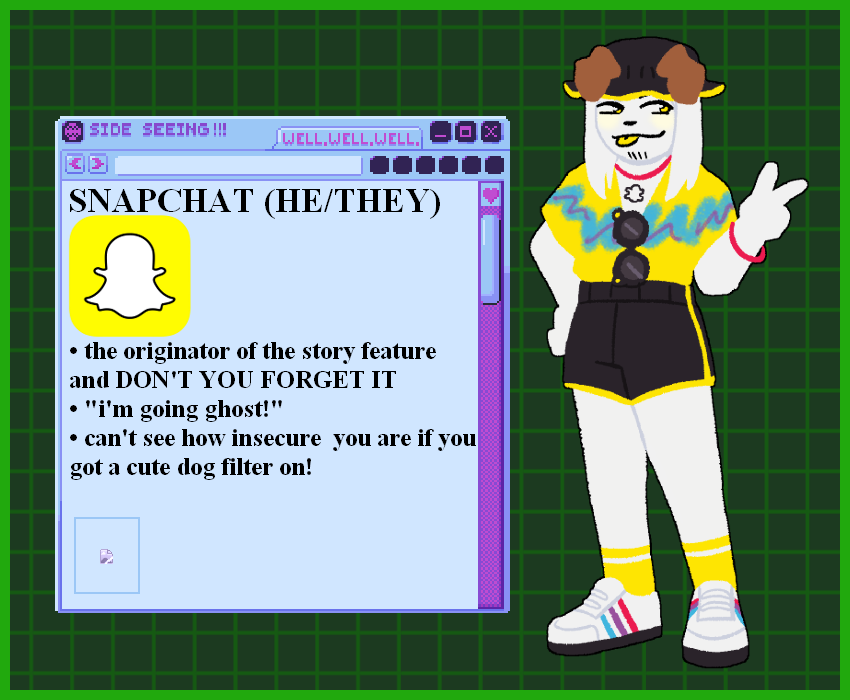 SIDE SEEING!!!
WELL.WELL.WELL.
SNAPCHAT (HE/THEY)
• the originator of the story feature
and DON'T YOU FORGET IT
• "i'm going ghost!"
• can't see how insecure  you are if you
got a cute dog filter on!